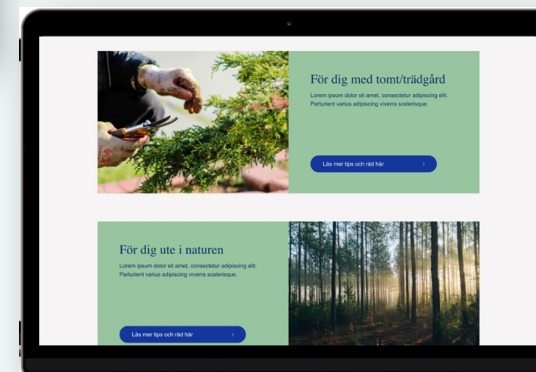 För dig med tomt/trädgård
Lorem ipsum dolor sit amet, consectetur adipiscing elit.
Parturient varius adipiscing viverra scelerisque.
Läs mer tips och råd här
För dig ute i naturen
Lorem ipsum dolor sit amet, consectetur adipiscing elit.
Parturient varius adipiscing viverra scelerisque.
Läs mer tips och råd här